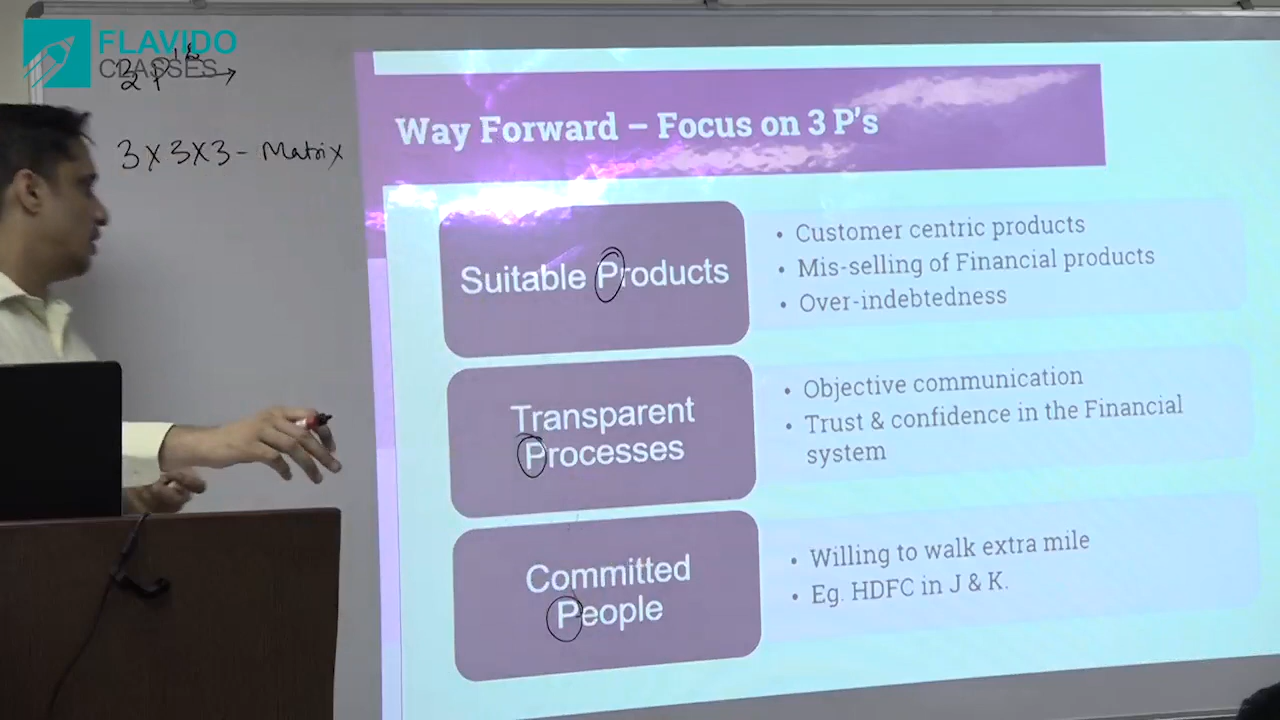 FLAVIDO
CLASSES
3 P's →
3x3x3 - Matrix
Way Forward – Focus on 3 P's
Suitable Products
• Customer centric products
• Mis-selling of Financial products
• Over-indebtedness
Transparent
Processes
• Objective communication
• Trust & confidence in the Financial
system
Committed
People
• Willing to walk extra mile
• Eg. HDFC in J & K.